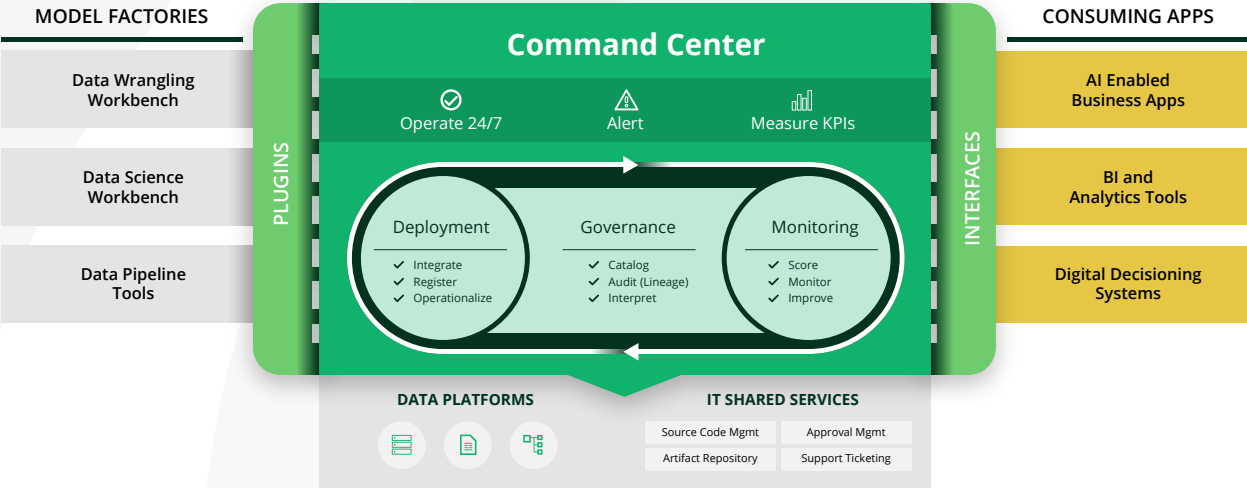 MODEL FACTORIES
Data Wrangling
Workbench
Data Science
Workbench
Data Pipeline
Tools
PLUGINS
Command Center
Operate 24/7
Alert
Measure KPIs
Deployment
Integrate
Register
Operationalize
Governance
Catalog
Audit (Lineage)
Interpret
Monitoring
Score
Monitor
Improve
INTERFACES
CONSUMING APPS
AI Enabled
Business Apps
BI and
Analytics Tools
Digital Decisioning
Systems
DATA PLATFORMS
IT SHARED SERVICES
Source Code Mgmt
Approval Mgmt
Artifact Repository
Support Ticketing